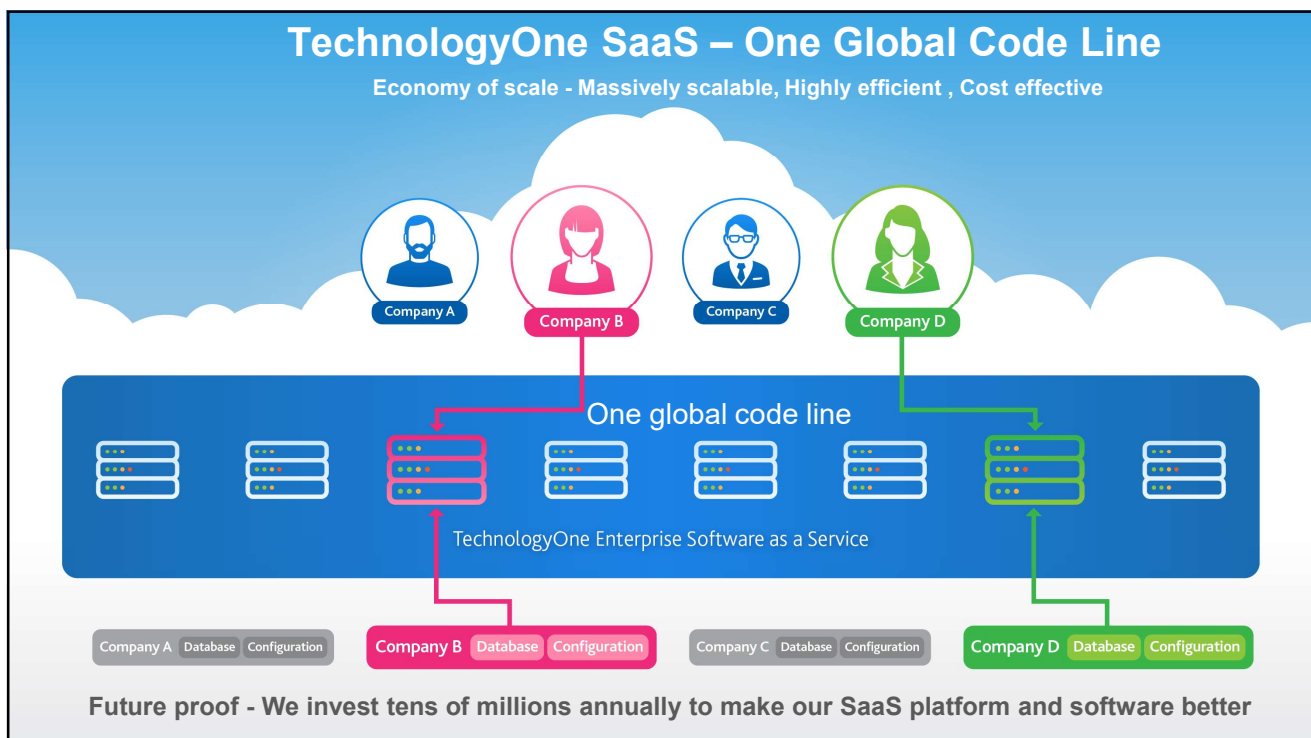 TechnologyOne SaaS – One Global Code Line
Economy of scale - Massively scalable, Highly efficient , Cost effective
Company A
Company B
Company C
Company D
One global code line
TechnologyOne Enterprise Software as a Service
Company A Database Configuration
Company B Database Configuration
Company C Database Configuration
Company D Database Configuration
Future proof - We invest tens of millions annually to make our SaaS platform and software better